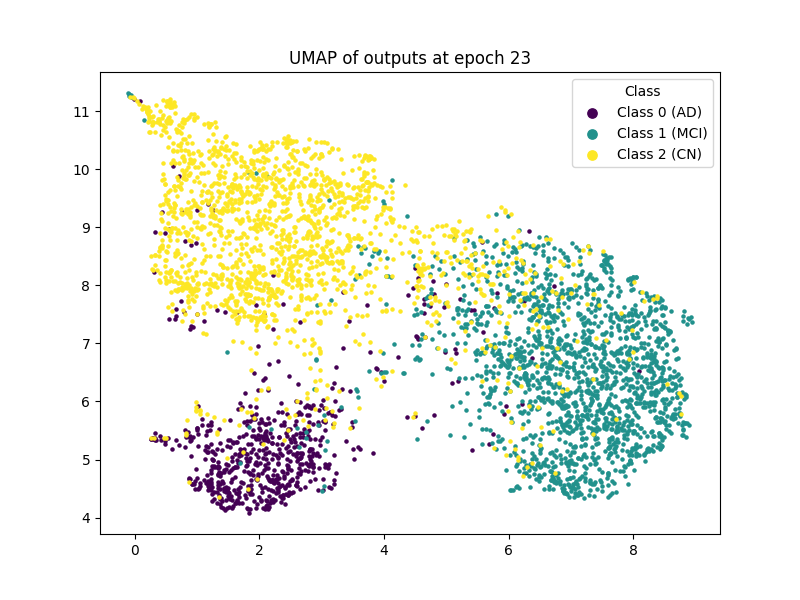 UMAP of outputs at epoch 23
Class
Class 0 (AD)
Class 1 (MCI)
Class 2 (CN)
11
10
9
8
7
6
5
4
0 2 4 6 8